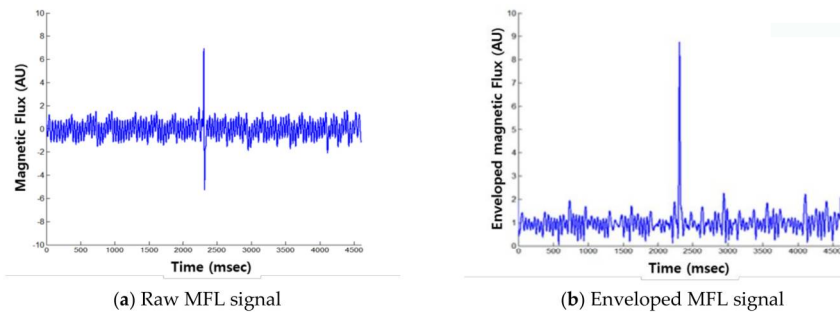 10
8
6
4
2
0
-2
-4
-6
-8
-10
Magnetic Flux (AU)
0 500 1000 1500 2000 2500 3000 3500 4000 4500
Time (msec)
(a) Raw MFL signal
10
9
8
7
6
5
4
3
2
1
0
Enveloped magnetic Flux (AU)
0 500 1000 1500 2000 2500 3000 3500 4000
Time (msec)
(b) Enveloped MFL signal